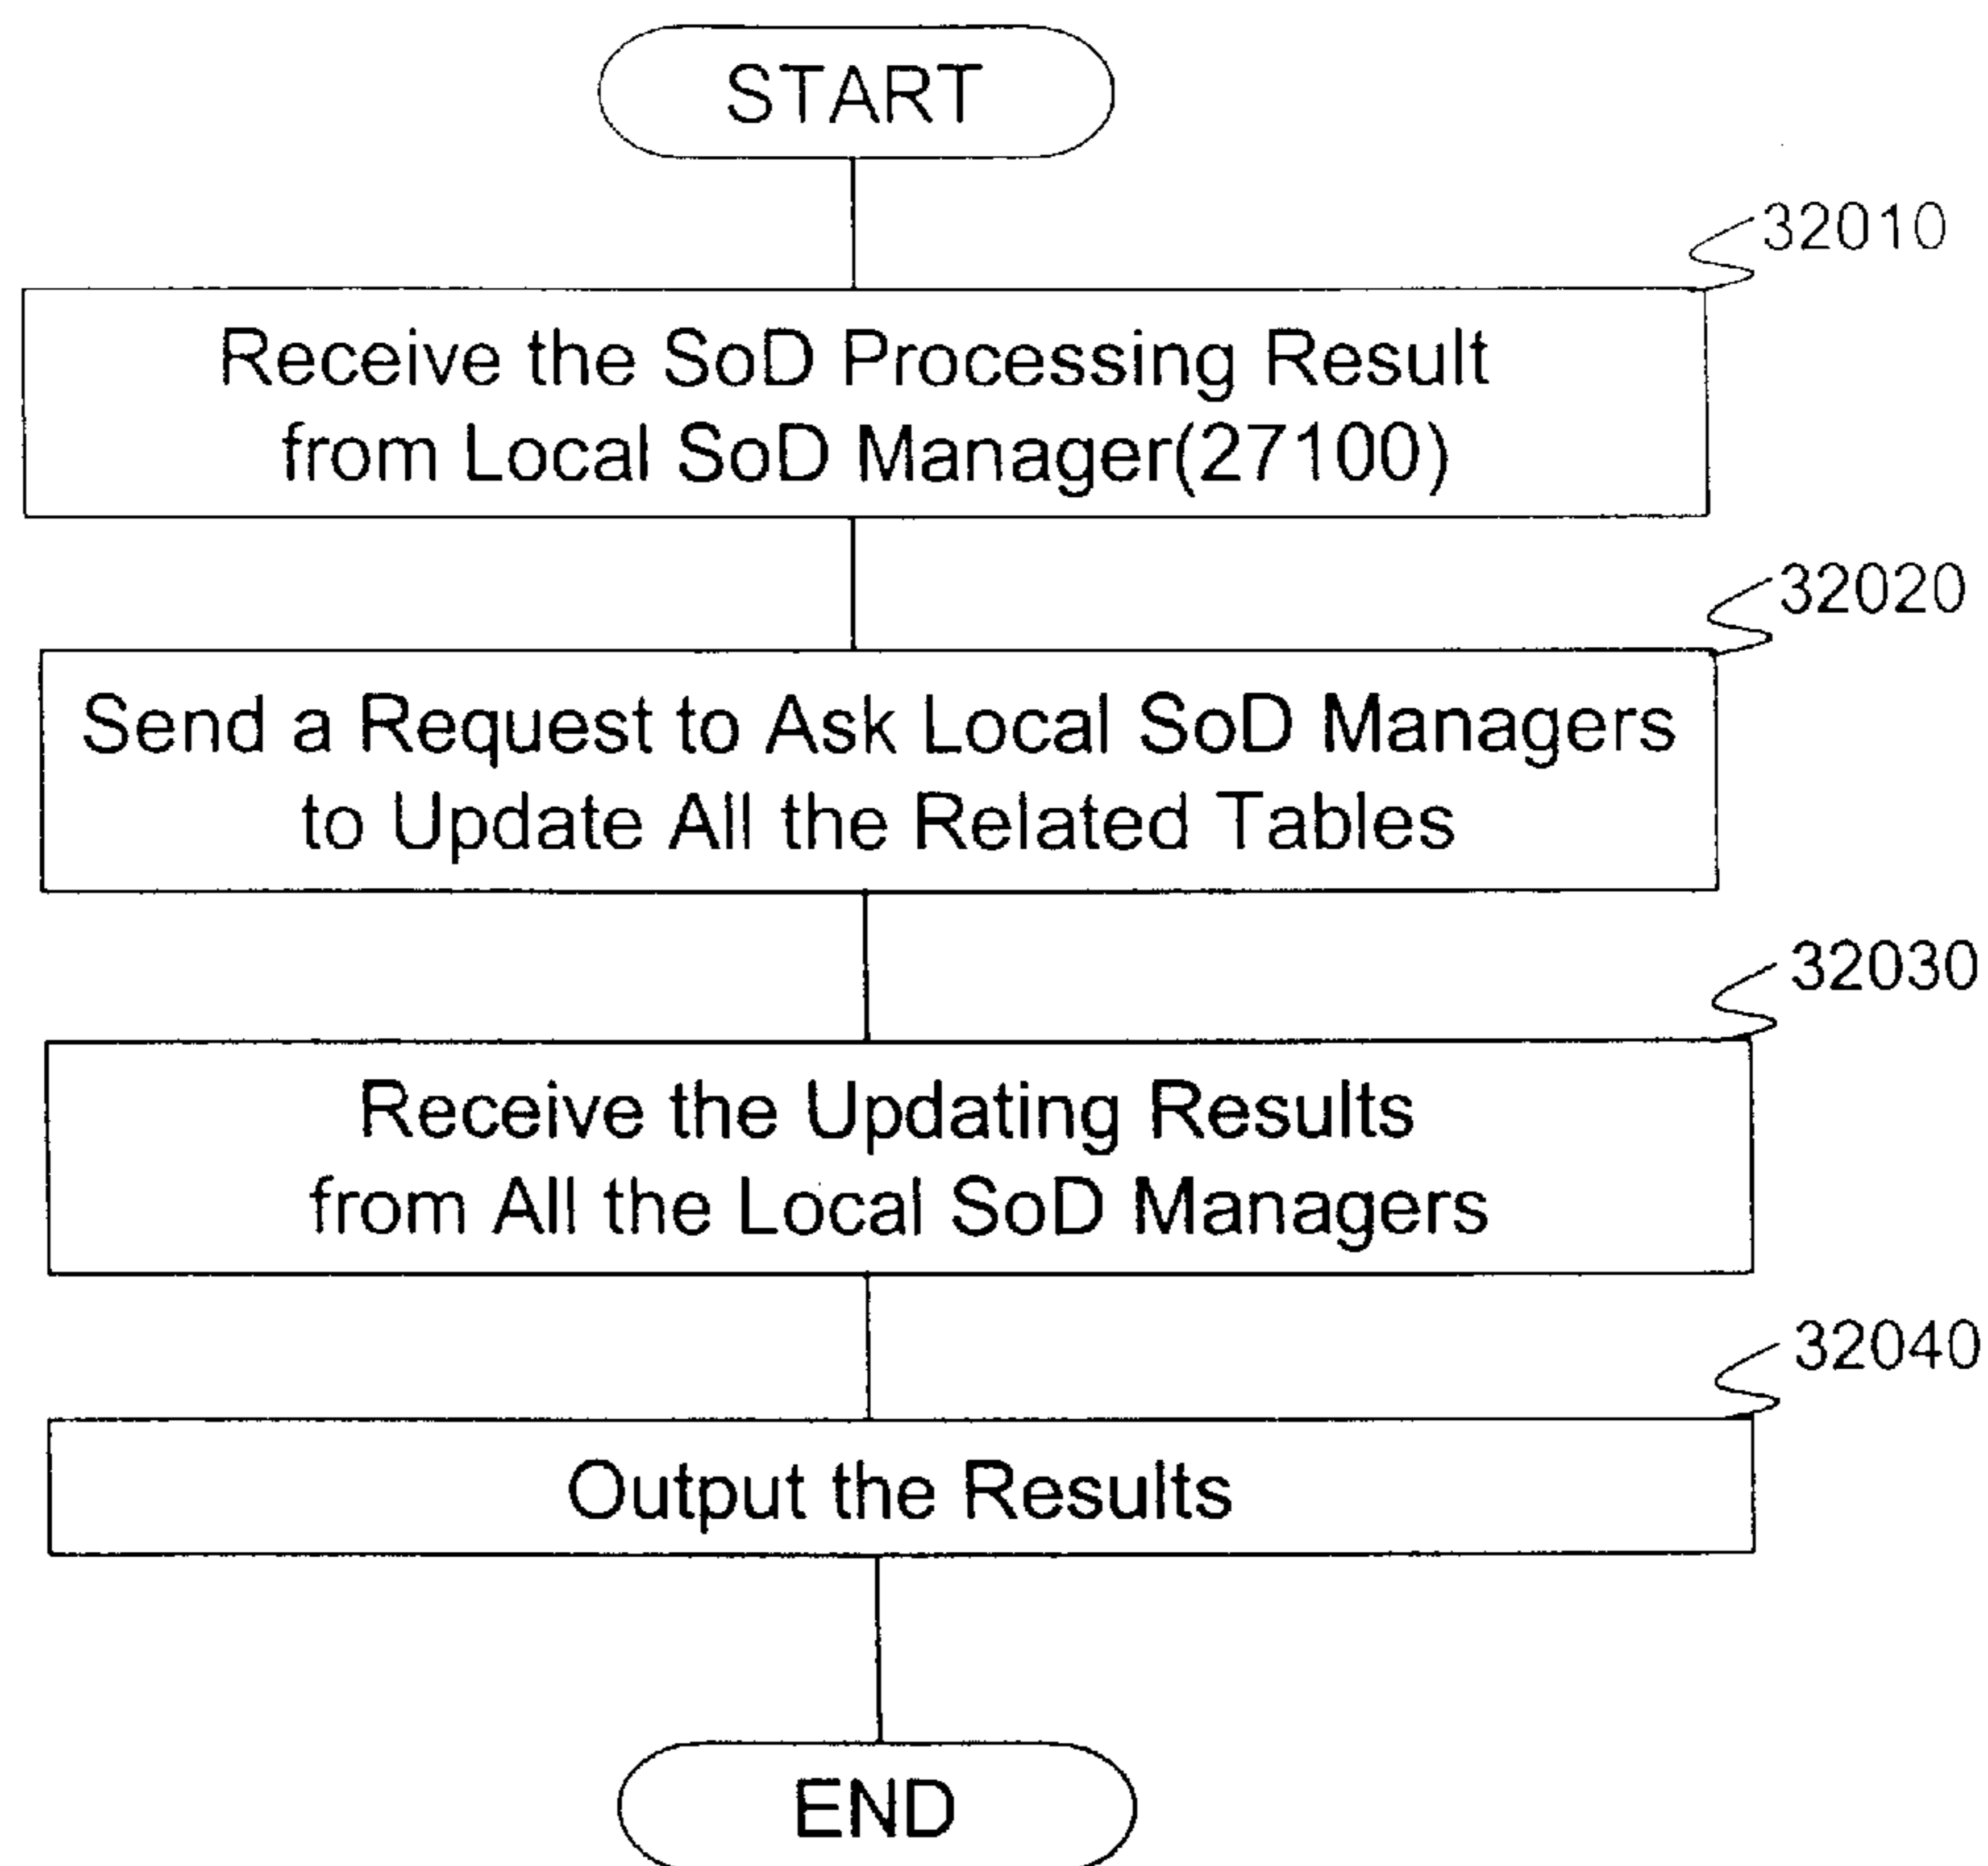 START
32010
Receive the SoD Processing Result
from Local SoD Manager(27100)
32020
Send a Request to Ask Local SoD Managers
to Update All the Related Tables
32030
Receive the Updating Results
from All the Local SoD Managers
32040
Output the Results
END